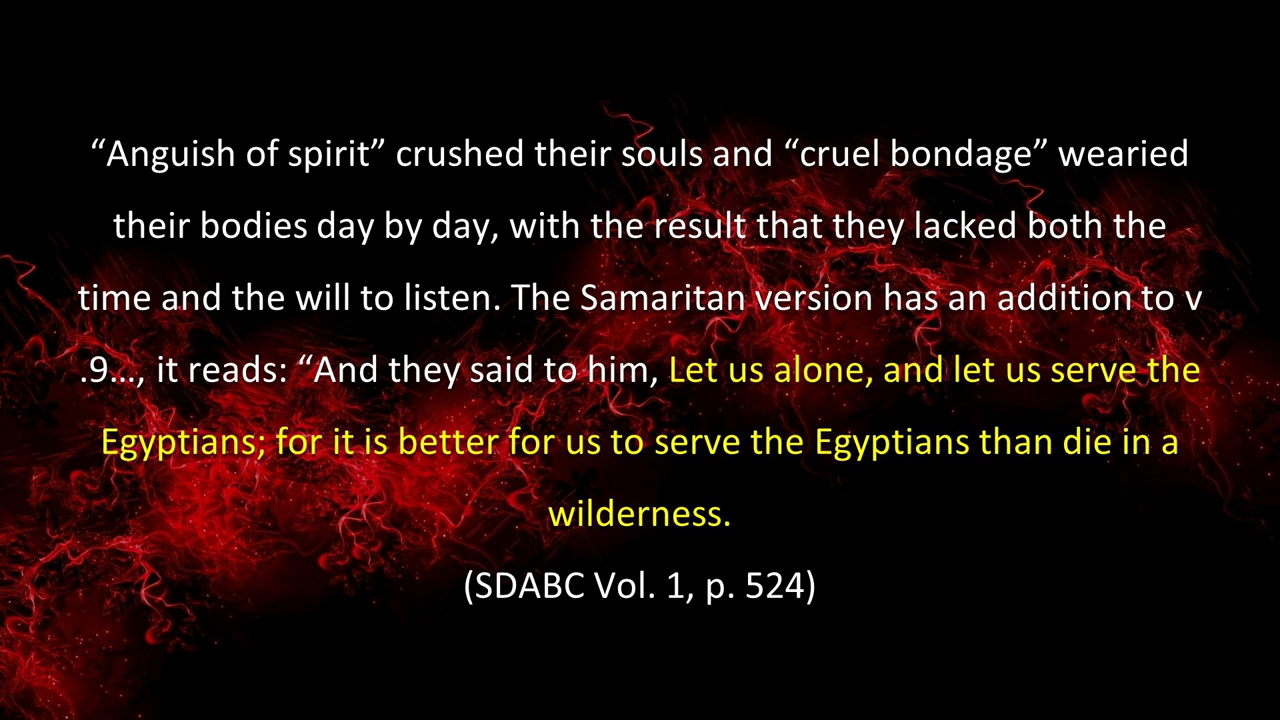 “Anguish of spirit” crushed their souls and “cruel bondage” wearied
their bodies day by day, with the result that they lacked both the
time and the will to listen. The Samaritan version has an addition to v
.9…, it reads: “And they said to him, Let us alone, and let us serve the
Egyptians; for it is better for us to serve the Egyptians than die in a
wilderness.
(SDABC Vol. 1, p. 524)